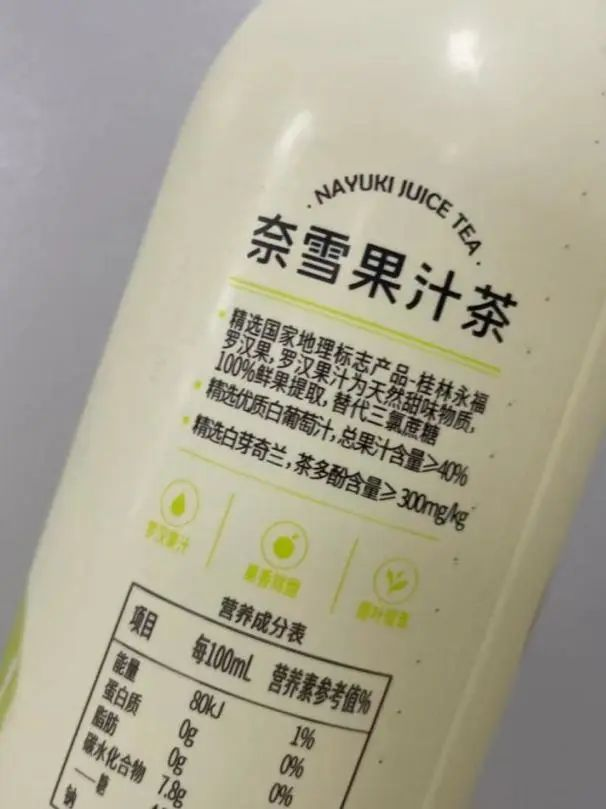 ·NAYUKI JUICE TEA·
奈雪果汁茶
•精选国家地理标志产品-桂林永福
罗汉果,罗汉果汁为天然甜味物质,
100%鲜果提取,替代三氯蔗糖
•精选优质白葡萄汁,总果汁含量≥40%
•精选白芽奇兰,茶多酚含量≥300mg/kg
罗汉果汁
营养成分表
项目 每100mL 营养素参考值%
能量 80kJ 1%
蛋白质 0g 0%
脂肪 0g 0%
碳水化合物 7.8g
——糖
钠